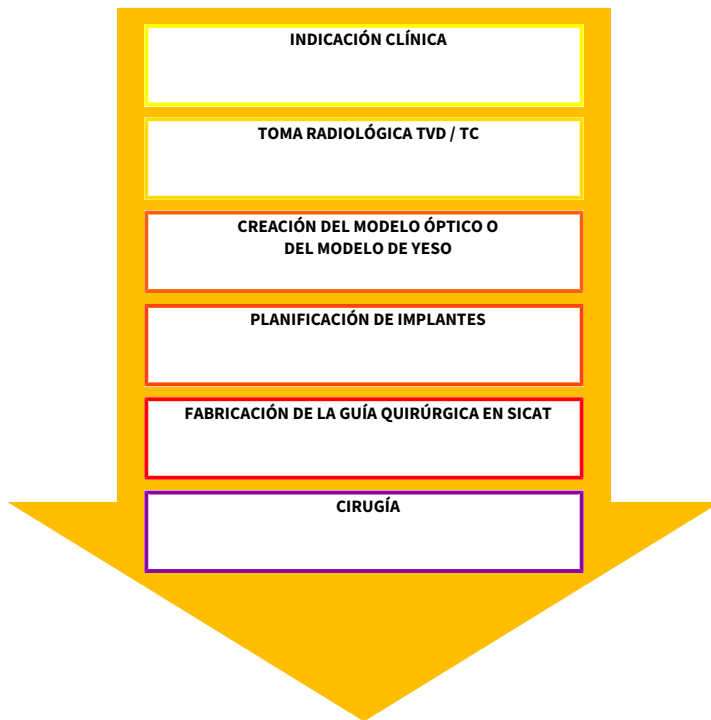 INDICACIÓN CLÍNICA
TOMA RADIOLÓGICA TVD / TC
CREACIÓN DEL MODELO ÓPTICO O
DEL MODELO DE YESO
PLANIFICACIÓN DE IMPLANTES
FABRICACIÓN DE LA GUÍA QUIRÚRGICA EN SICAT
CIRUGÍA